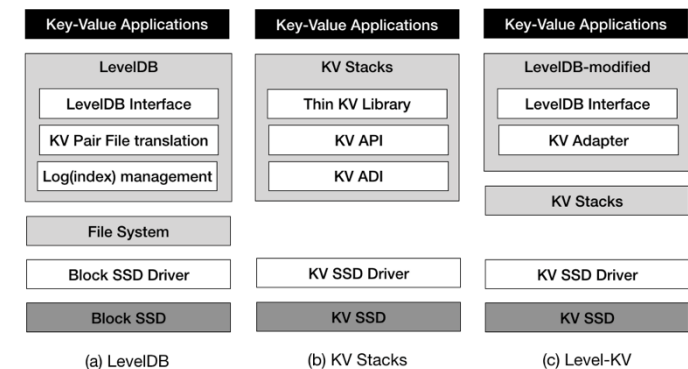 Key-Value Applications
LevelDB
LevelDB Interface
KV Pair File translation
Log(index) management
File System
Block SSD Driver
Block SSD
(a) LevelDB
Key-Value Applications
KV Stacks
Thin KV Library
KV API
KV ADI
KV SSD Driver
KV SSD
(b) KV Stacks
Key-Value Applications
LevelDB-modified
LevelDB Interface
KV Adapter
KV Stacks
KV SSD Driver
KV SSD
(c) Level-KV